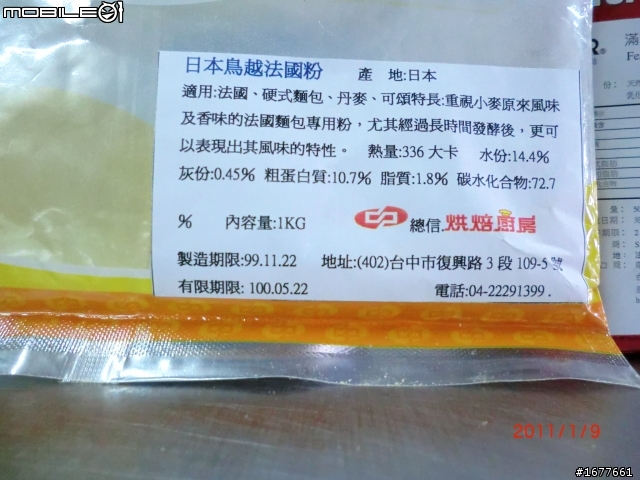 MOBILE01
日本鳥越法國粉 產 地:日本
適用:法國、硬式麵包、丹麥、可頌特長:重視小麥原來風味
及香味的法國麵包專用粉，尤其經過長時間發酵後，更可
以表現出其風味的特性。 熱量:336 大卡 水份:14.4%
灰份:0.45% 粗蛋白質:10.7% 脂質:1.8% 碳水化合物:72.7
% 內容量:1KG 總信.烘焙器廊
製造期限:99.11.22 地址:(402)台中市復興路 3 段 109-5 號
有限期限: 100.05.22 電話:04-22291399 .
R®
滿
Fe
份：
2011/1/9
#1677661